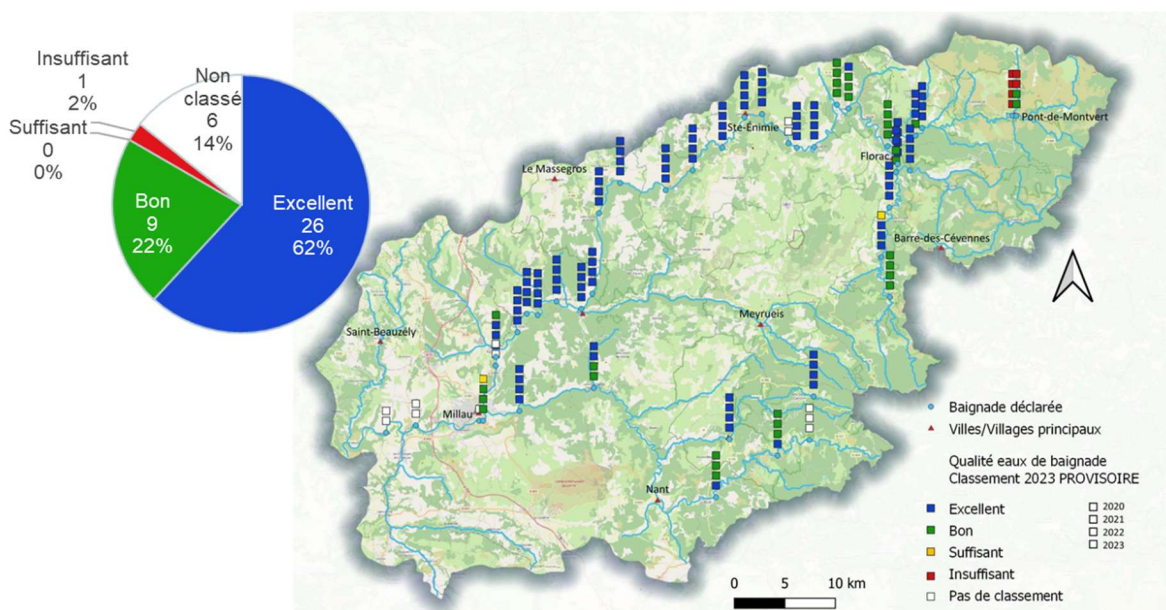 Insuffisant
1
2%
Suffisant
0
0%
Non
classé
6
14%
Bon
9
22%
Excellent
26
62%
Pont-de-Montvert
Ste-Enimie
Florac
Le Massegros
Barre-des-Cévennes
Meyrueis
Saint-Beauzély
Millau
Nant
Baignade déclarée
Villes/Villages principaux
Qualité eaux de baignade
Classement 2023 PROVISOIRE
Excellent
Bon
Suffisant
Insuffisant
Pas de classement
2020
2021
2022
2023
0 5 10 km